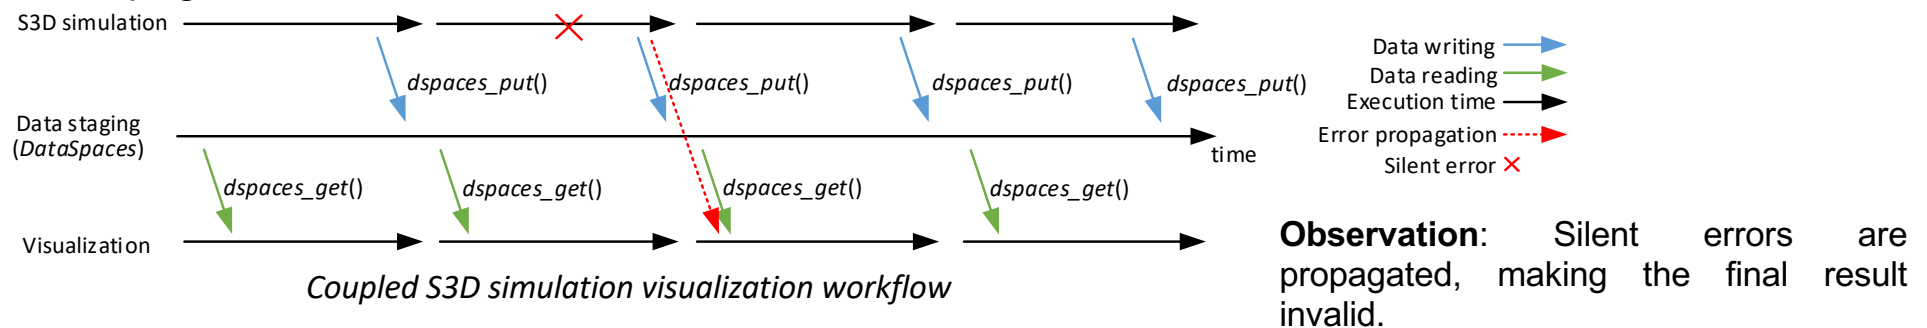 S3D simulation
dspaces_put() dspaces_put() dspaces_put() dspaces_put()
Data staging
(DataSpaces)
time
dspaces_get() dspaces_get() dspaces_get() dspaces_get()
Visualization
Coupled S3D simulation visualization workflow
Data writing
Data reading
Execution time
Error propagation
Silent error
Observation: Silent errors are
propagated, making the final result
invalid.